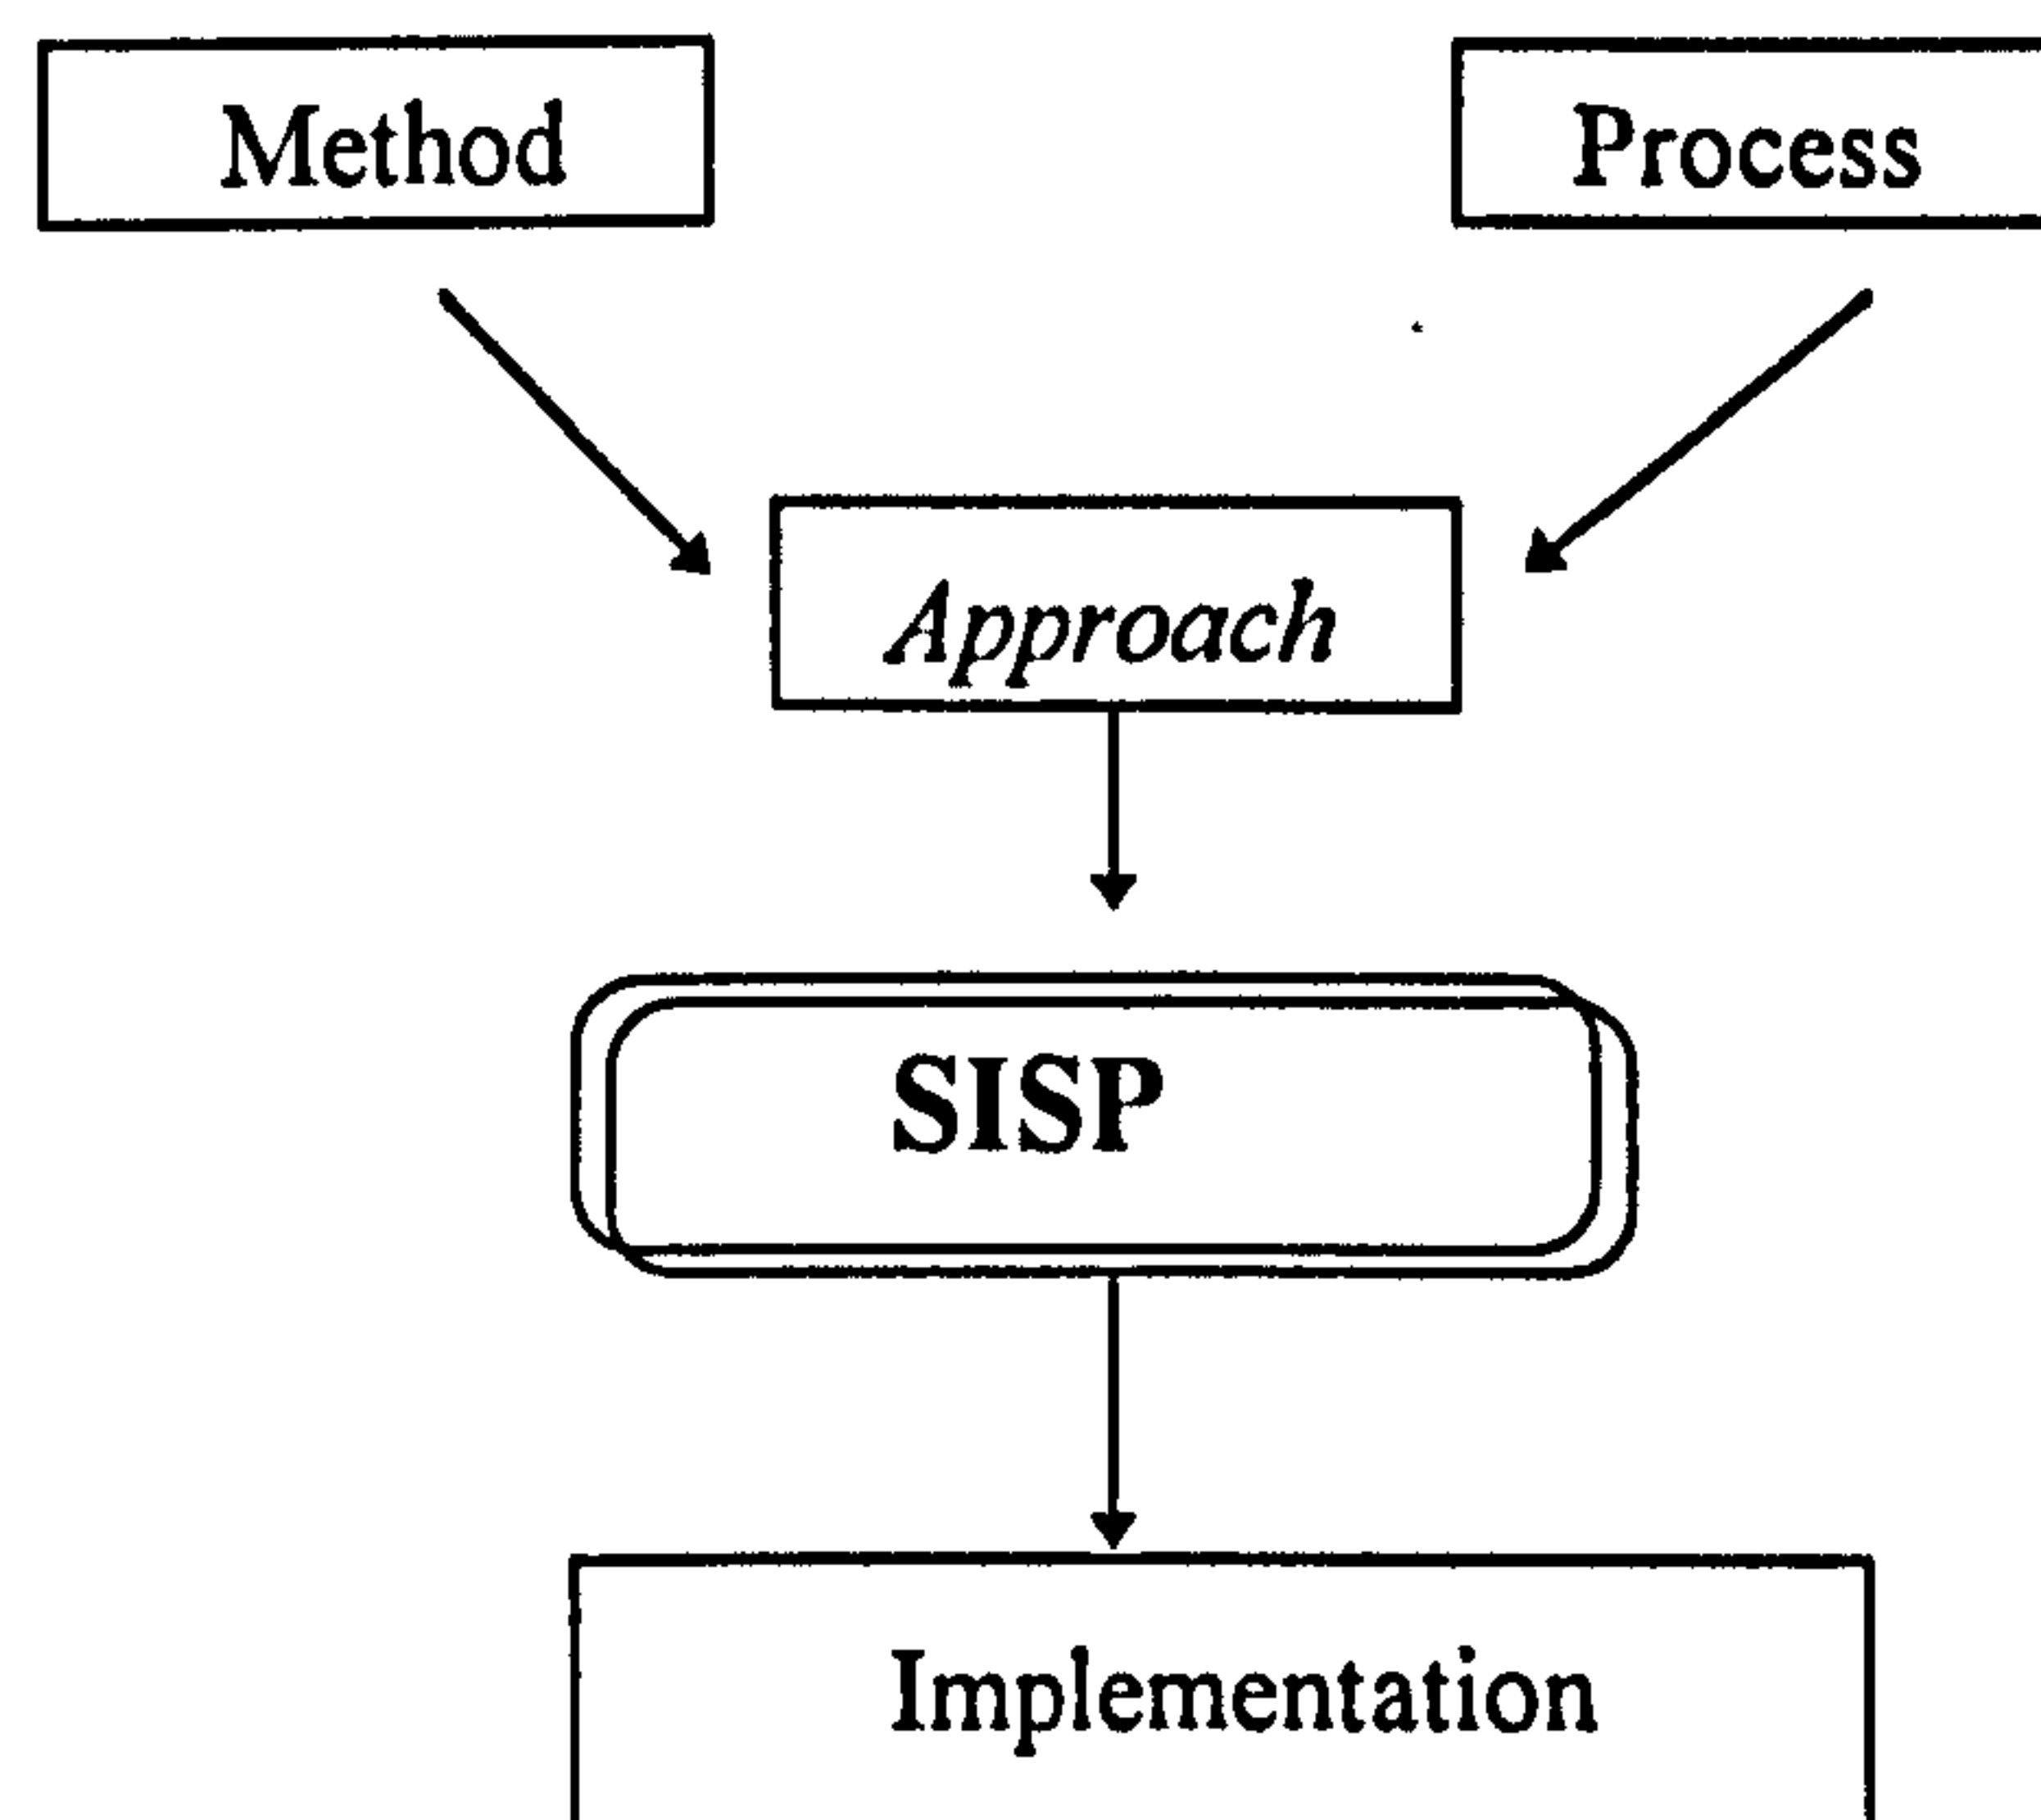 Method
Process
Approach
SISP
Implementation